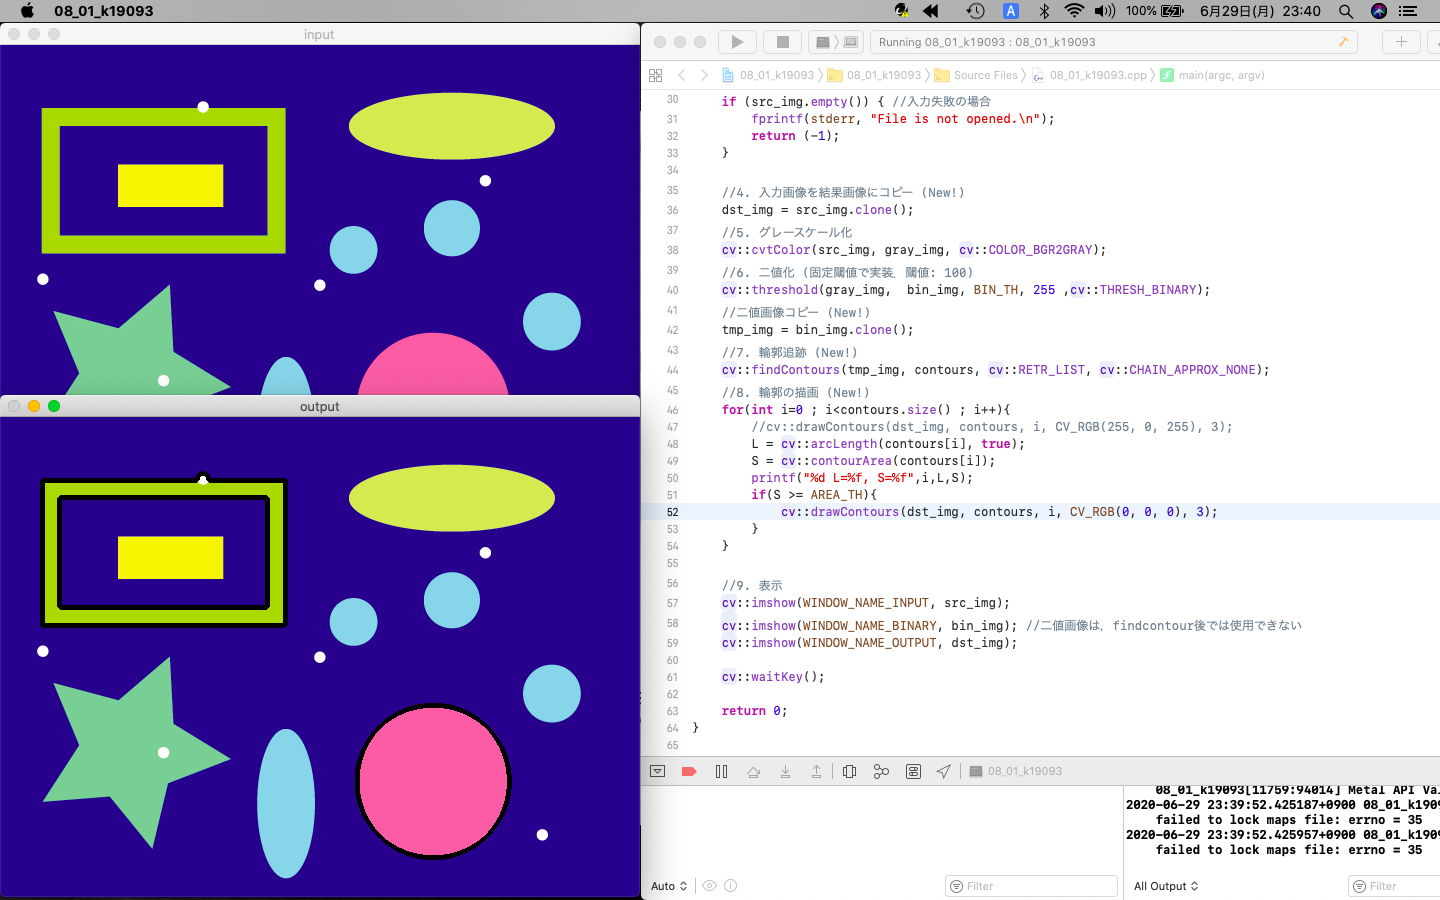 08_01_k19093
A
100%
6月29日(月) 23:40
input
output
Running 08_01_k19093 : 08_01_k19093
08_01_k19093 〉 08_01_k19093 〉 Source Files 〉 08_01_k19093.cpp 〉 main(argc, argv)
30 if (src_img.empty()) { //入力失敗の場合
31 fprintf(stderr, "File is not opened.\n");
32 return (-1);
33 }
34
35 //4. 入力画像を結果画像にコピー (New!)
36 dst_img = src_img.clone();
37 //5. グレースケール化
38 cv::cvtColor(src_img, gray_img, cv::COLOR_BGR2GRAY);
39 //6. 二値化 (固定閾値で実装．閾値: 100)
40 cv::threshold(gray_img,  bin_img, BIN_TH, 255 ,cv::THRESH_BINARY);
41 //二値画像コピー (New!)
42 tmp_img = bin_img.clone();
43 //7. 輪郭追跡 (New!)
44 cv::findContours(tmp_img, contours, cv::RETR_LIST, cv::CHAIN_APPROX_NONE);
45 //8. 輪郭の描画 (New!)
46 for(int i=0 ; i<contours.size() ; i++){
47 //cv::drawContours(dst_img, contours, i, CV_RGB(255, 0, 255), 3);
48 L = cv::arcLength(contours[i], true);
49 S = cv::contourArea(contours[i]);
50 printf("%d L=%f, S=%f",i,L,S);
51 if(S >= AREA_TH){
52 cv::drawContours(dst_img, contours, i, CV_RGB(0, 0, 0), 3);
53 }
54 }
55
56 //9. 表示
57 cv::imshow(WINDOW_NAME_INPUT, src_img);
58 cv::imshow(WINDOW_NAME_BINARY, bin_img); //二値画像は，findcontour後では使用できない
59 cv::imshow(WINDOW_NAME_OUTPUT, dst_img);
60
61 cv::waitKey();
62
63 return 0;
64 }
65
08_01_k19093
08_01_k19093[11759:94014] Metal API Va
2020-06-29 23:39:52.425187+0900 08_01_k1909
failed to lock maps file: errno = 35
2020-06-29 23:39:52.425957+0900 08_01_k1909
failed to lock maps file: errno = 35
Auto
Filter
All Output
Filter